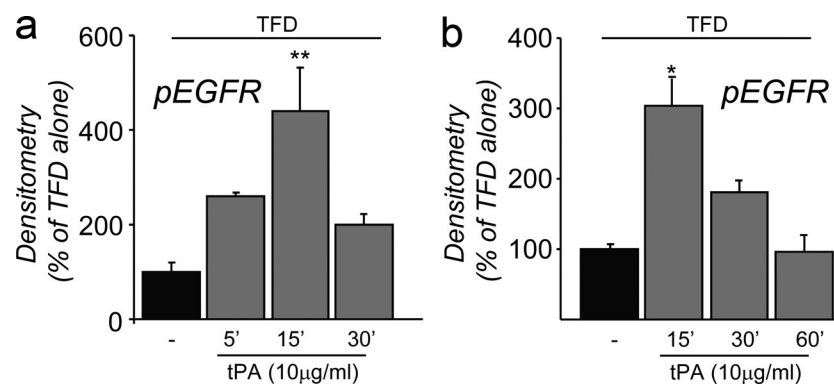 a
TFD
pEGFR
Densitometry
(% of TFD alone)
600
400
200
0
**
- 5’ 15’ 30’
tPA (10µg/ml)
b
TFD
pEGFR
Densitometry
(% of TFD alone)
400
300
200
100
*
- 15’ 30’ 60’
tPA (10µg/ml)